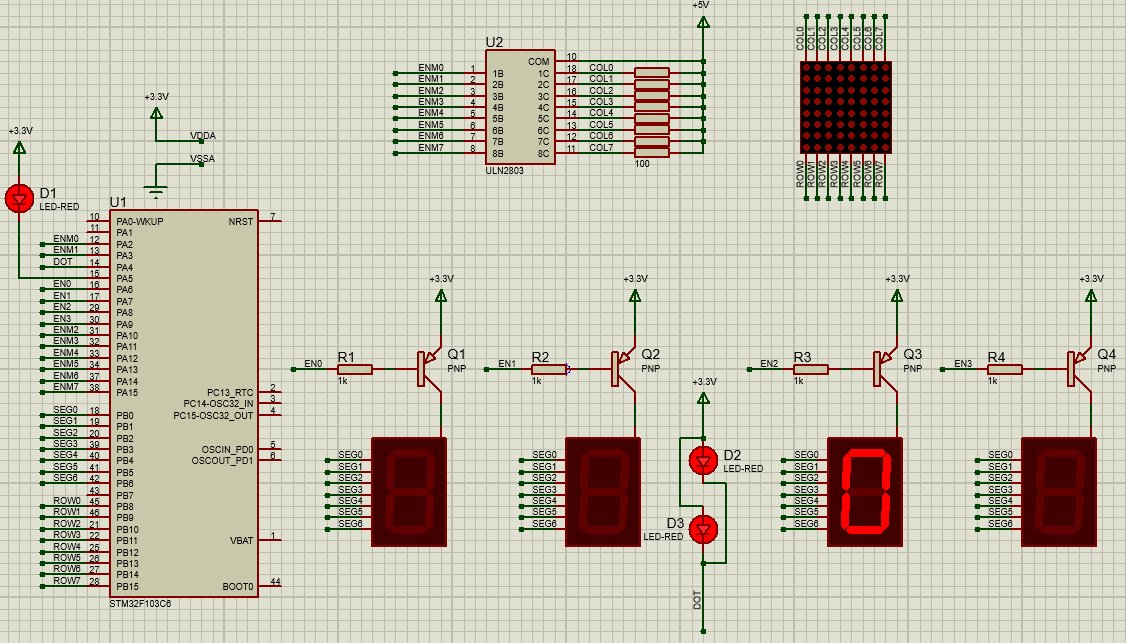 +5V
U2
COM 10
ENM0 1 1B 1C 18 COL0
ENM1 2 2B 2C 17 COL1
ENM2 3 3B 3C 16 COL2
ENM3 4 4B 4C 15 COL3
ENM4 5 5B 5C 14 COL4
ENM5 6 6B 6C 13 COL5
ENM6 7 7B 7C 12 COL6
ENM7 8 8B 8C 11 COL7
ULN2803
100
COL0 COL1 COL2 COL3 COL4 COL5 COL6 COL7
ROW0 ROW1 ROW2 ROW3 ROW4 ROW5 ROW6 ROW7
+3.3V
VDDA
VSSA
+3.3V
D1
LED-RED
U1
10 PA0-WKUP NRST 7
11 PA1
ENM0 12 PA2
ENM1 13 PA3
DOT 14 PA4
15 PA5
EN0 16 PA6
EN1 17 PA7
EN2 29 PA8
EN3 30 PA9
ENM2 31 PA10
ENM3 32 PA11
ENM4 33 PA12
ENM5 34 PA13
ENM6 37 PA14
ENM7 38 PA15
PC13_RTC 2
PC14-OSC32_IN 3
PC15-OSC32_OUT 4
SEG0 18 PB0
SEG1 19 PB1
SEG2 20 PB2
SEG3 39 PB3
SEG4 40 PB4
SEG5 41 PB5
SEG6 42 PB6
43 PB7
OSCIN_PD0 5
OSCOUT_PD1 6
ROW0 45 PB8
ROW1 46 PB9
ROW2 21 PB10
ROW3 22 PB11
ROW4 25 PB12
ROW5 26 PB13
ROW6 27 PB14
ROW7 28 PB15
VBAT 1
BOOT0 44
STM32F103C6
+3.3V
EN0 R1 1k
Q1
PNP
SEG0
SEG1
SEG2
SEG3
SEG4
SEG5
SEG6
+3.3V
EN1 R2 1k
Q2
PNP
SEG0
SEG1
SEG2
SEG3
SEG4
SEG5
SEG6
+3.3V
D2
LED-RED
D3
LED-RED
DOT
+3.3V
EN2 R3 1k
Q3
PNP
SEG0
SEG1
SEG2
SEG3
SEG4
SEG5
SEG6
0
+3.3V
EN3 R4 1k
Q4
PNP
SEG0
SEG1
SEG2
SEG3
SEG4
SEG5
SEG6